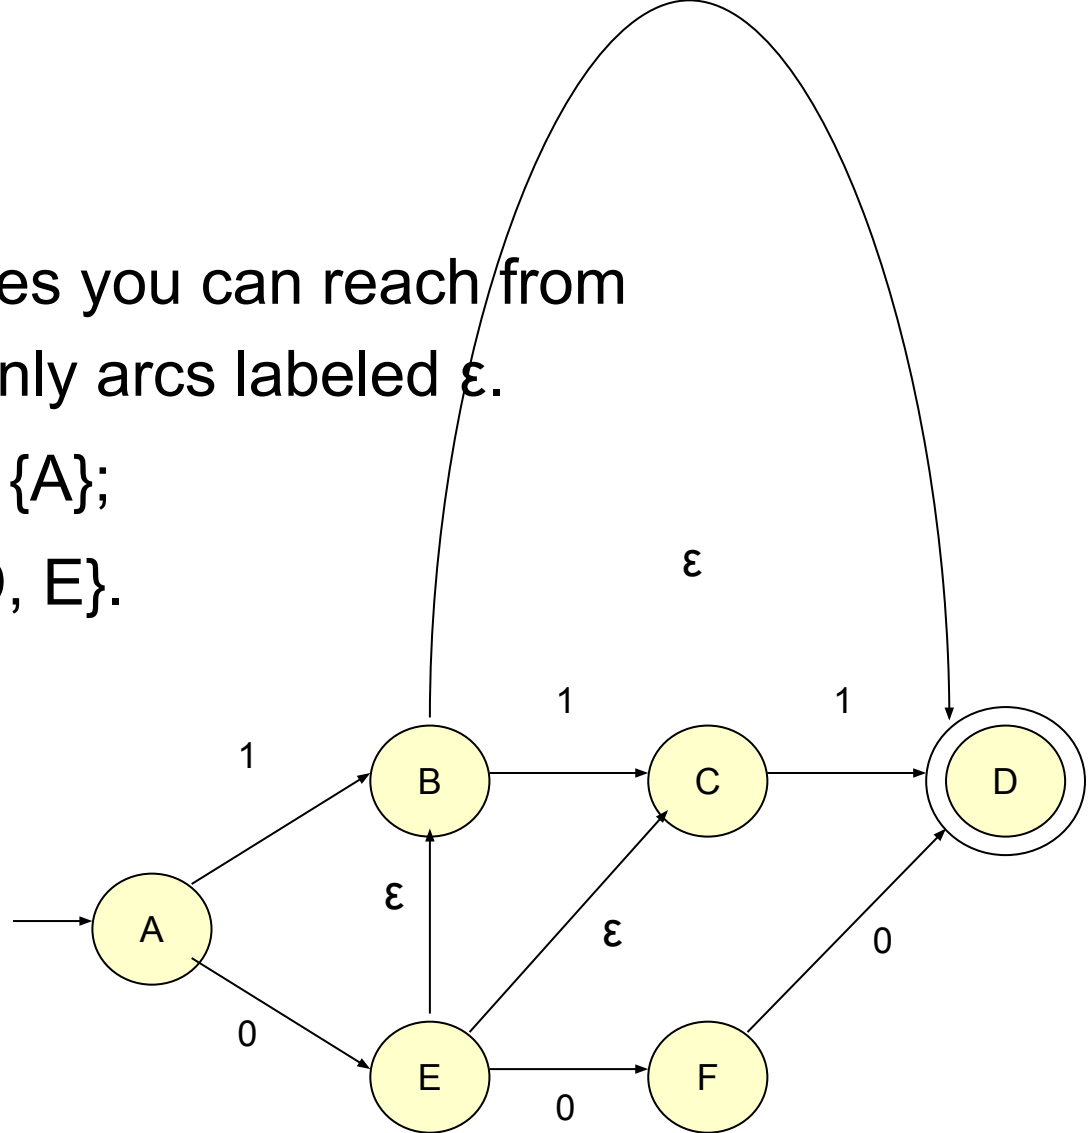 es you can reach from
nly arcs labeled ε.
{A};
, E}.
ε
1 1
1
B C D
ε
A ε 0
0
E F
0